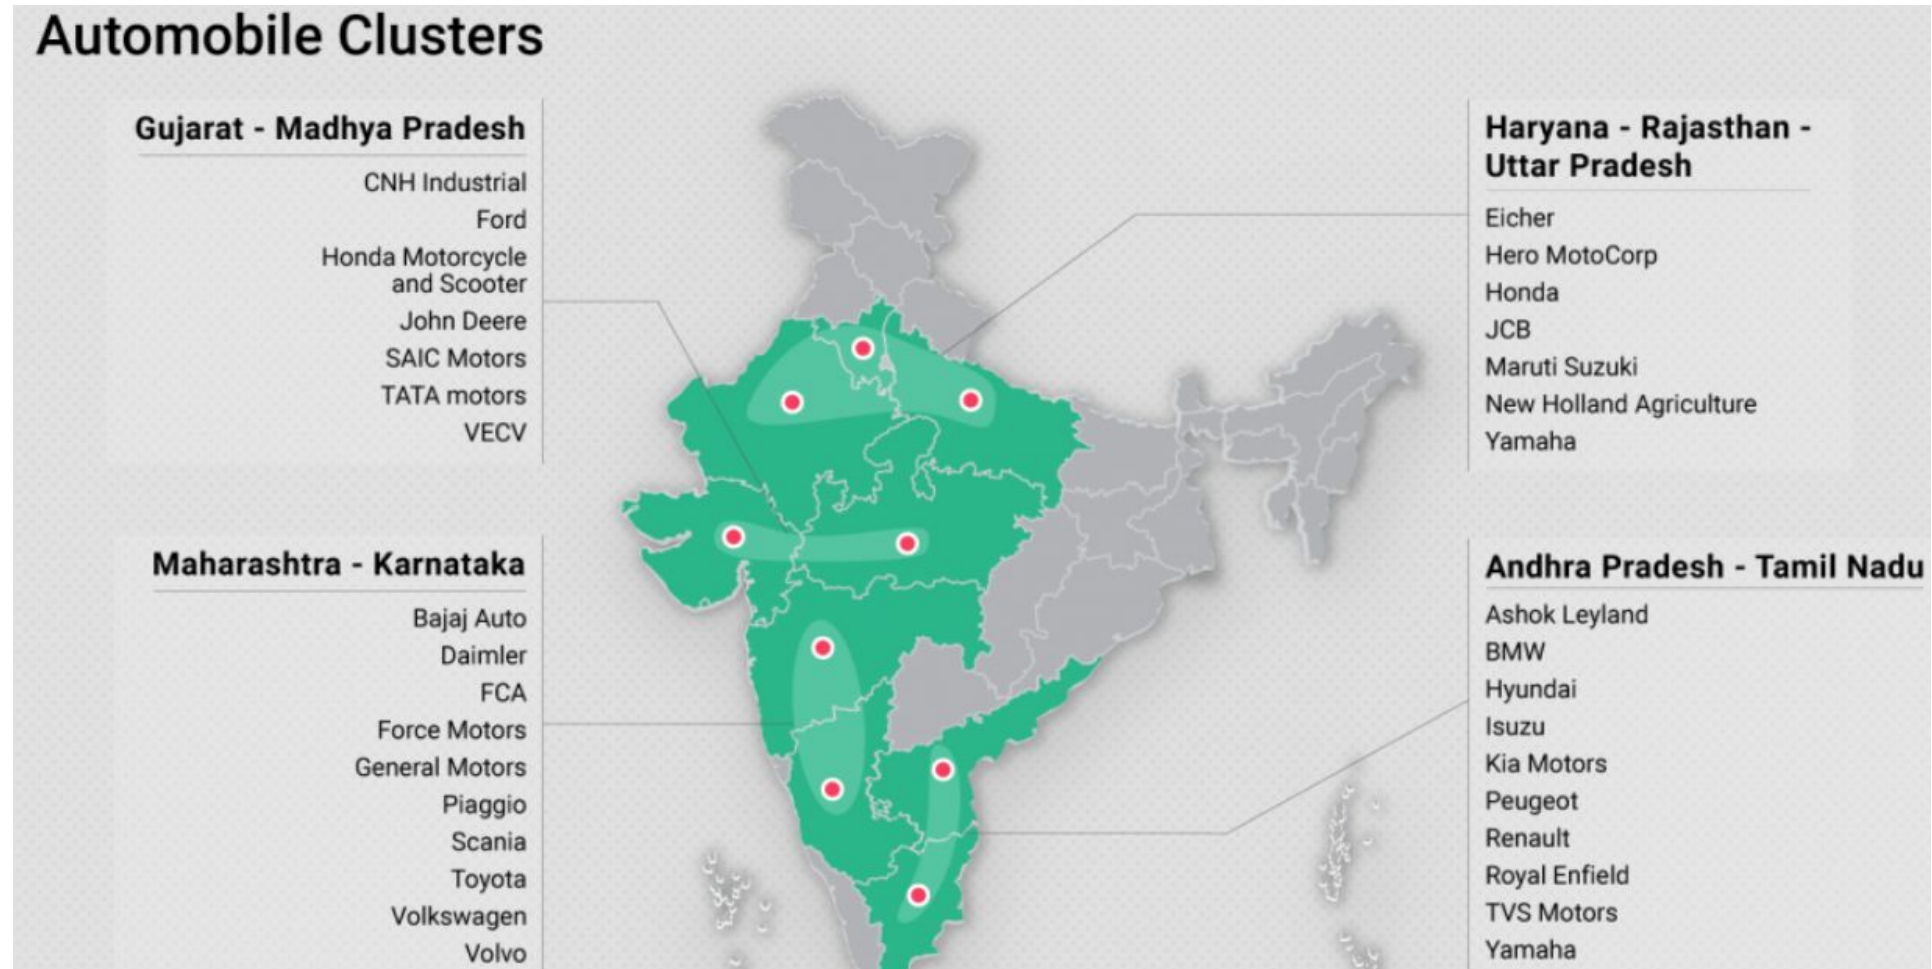 Automobile Clusters
Gujarat - Madhya Pradesh
CNH Industrial
Ford
Honda Motorcycle
and Scooter
John Deere
SAIC Motors
TATA motors
VECV
Maharashtra - Karnataka
Bajaj Auto
Daimler
FCA
Force Motors
General Motors
Piaggio
Scania
Toyota
Volkswagen
Volvo
Haryana - Rajasthan -
Uttar Pradesh
Eicher
Hero MotoCorp
Honda
JCB
Maruti Suzuki
New Holland Agriculture
Yamaha
Andhra Pradesh - Tamil Nadu
Ashok Leyland
BMW
Hyundai
Isuzu
Kia Motors
Peugeot
Renault
Royal Enfield
TVS Motors
Yamaha